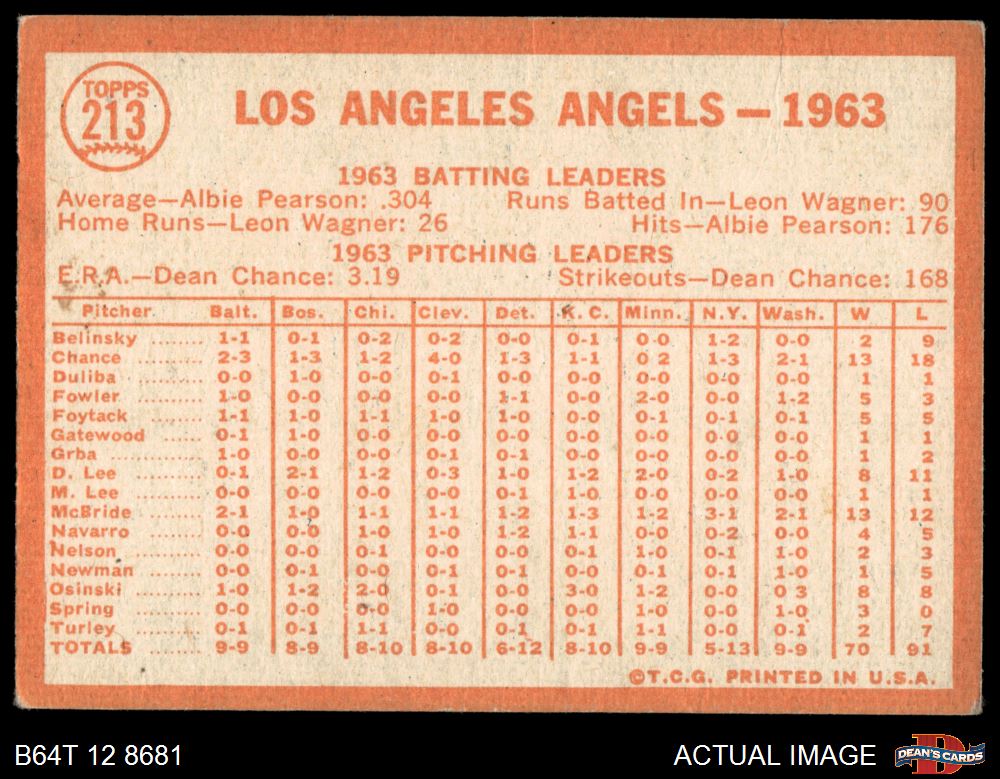 TOPPS
213
LOS ANGELES ANGELS — 1963
1963 BATTING LEADERS
Average—Albie Pearson: .304 Runs Batted In—Leon Wagner: 90
Home Runs—Leon Wagner: 26 Hits—Albie Pearson: 176
1963 PITCHING LEADERS
E.R.A.—Dean Chance: 3.19 Strikeouts—Dean Chance: 168
Pitcher Balt. Bos. Chi. Clev. Det. K. C. Minn. N.Y. Wash. W L
Belinsky ........ 1-1 0-1 0-2 0-2 0-0 0-1 0-0 1-2 0-0 2 9
Chance ......... 2-3 1-3 1-2 4-0 1-3 1-1 0 2 1-3 2-1 13 18
Duliba .......... 0-0 1-0 0-0 0-1 0-0 0-0 0-0 0-0 0-0 1 1
Fowler .......... 1-0 0-0 0-0 0-0 1-1 0-0 2-0 0-0 1-2 5 3
Foytack ........ 1-1 1-0 1-1 1-0 1-0 0-0 0-1 0-1 0-1 5 5
Gatewood ...... 0-1 1-0 0-0 0-0 0-0 0-0 0-0 0-0 0-0 1 1
Grba ............ 1-0 0-0 0-0 0-1 0-1 0-0 0-0 0-0 0-0 1 2
D. Lee .......... 0-1 2-1 1-2 0-3 1-0 1-2 2-0 0-2 1-0 8 11
M. Lee .......... 0-0 0-0 0-0 0-0 0-1 1-0 0-0 0-0 0-0 1 1
McBride ........ 2-1 1-0 1-1 1-1 1-2 1-3 1-2 3-1 2-1 13 12
Navarro ........ 0-0 0-0 1-0 1-0 1-2 1-1 0-0 0-2 0-0 4 5
Nelson .......... 0-0 0-0 0-1 0-0 0-0 0-1 1-0 0-1 1-0 2 3
Newman ........ 0-0 0-1 0-0 0-1 0-1 0-0 0-1 0-1 1-0 1 5
Osinski ......... 1-0 1-2 2-0 0-1 0-0 3-0 1-2 0-0 0 3 8 8
Spring .......... 0-0 0-0 0-0 1-0 0-0 0-0 1-0 0-0 1-0 3 0
Turley .......... 0-1 0-1 1-1 0-0 0-1 0-1 1-1 0-0 0-1 2 7
TOTALS ........ 9-9 8-9 8-10 8-10 6-12 8-10 9-9 5-13 9-9 70 91
©T.C.G. PRINTED IN U.S.A.
B64T 12 8681 ACTUAL IMAGE DEAN'S CARDS